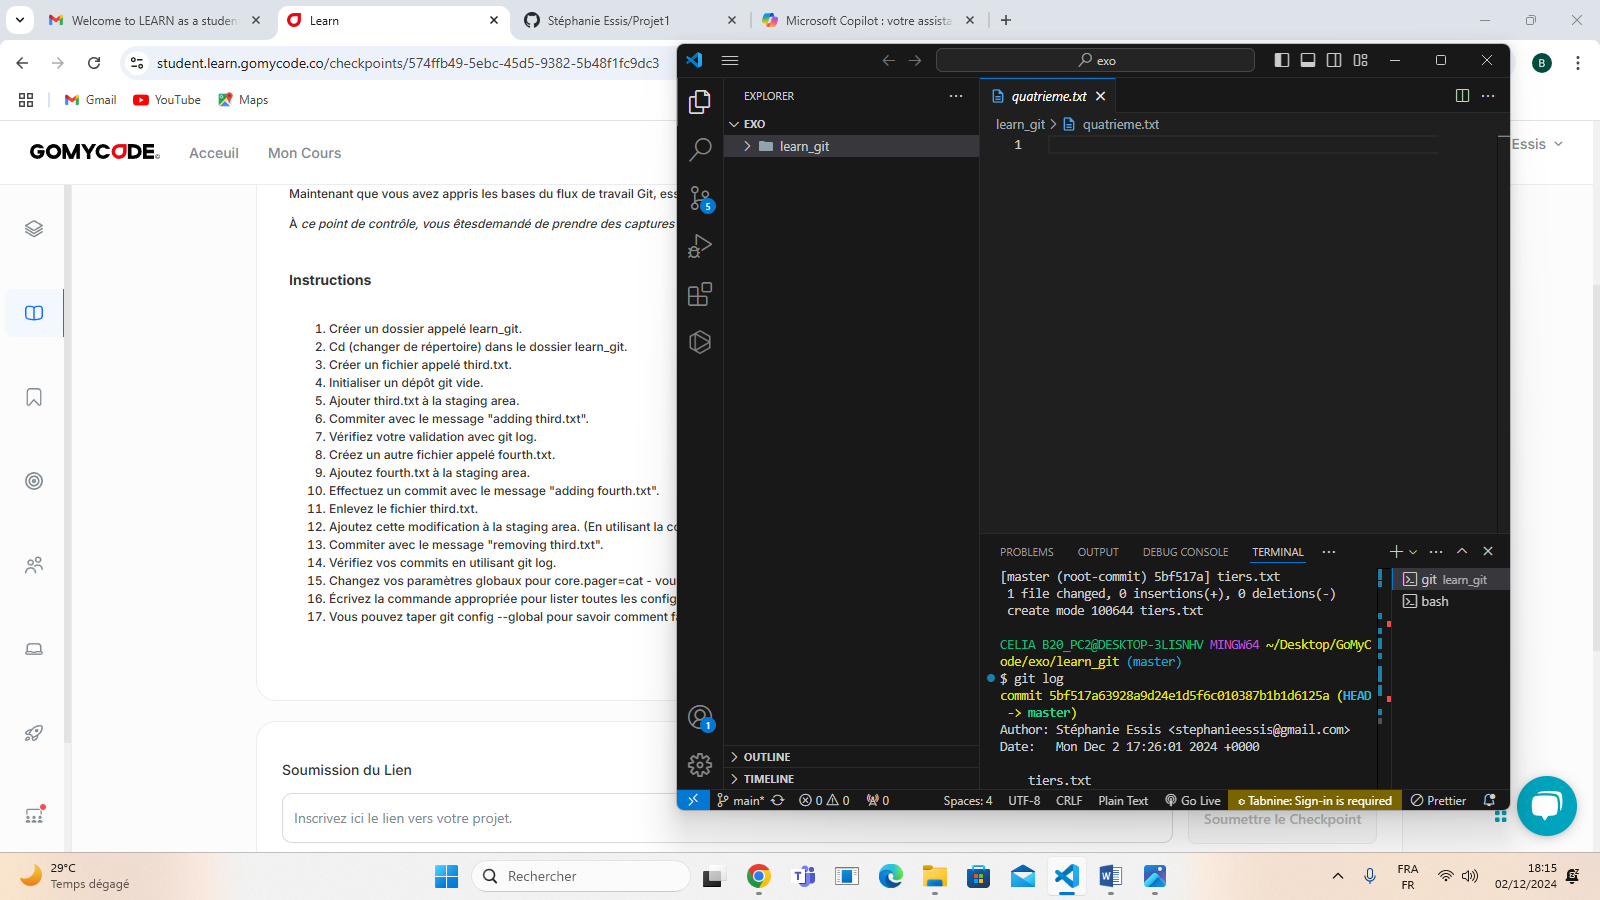 Welcome to LEARN as a studen
Learn
Stéphanie Essis/Projet1
Microsoft Copilot : votre assista
student.learn.gomycode.co/checkpoints/574ffb49-5ebc-45d5-9382-5b48f1fc9dc3
B
Gmail
YouTube
Maps
GOMYCODE
Acceuil
Mon Cours
Essis
Maintenant que vous avez appris les bases du flux de travail Git, ess
À ce point de contrôle, vous êtesdemandé de prendre des captures
Instructions
1. Créer un dossier appelé learn_git.
2. Cd (changer de répertoire) dans le dossier learn_git.
3. Créer un fichier appelé third.txt.
4. Initialiser un dépôt git vide.
5. Ajouter third.txt à la staging area.
6. Commiter avec le message "adding third.txt".
7. Vérifiez votre validation avec git log.
8. Créez un autre fichier appelé fourth.txt.
9. Ajoutez fourth.txt à la staging area.
10. Effectuez un commit avec le message "adding fourth.txt".
11. Enlevez le fichier third.txt.
12. Ajoutez cette modification à la staging area. (En utilisant la co
13. Commiter avec le message "removing third.txt".
14. Vérifiez vos commits en utilisant git log.
15. Changez vos paramètres globaux pour core.pager=cat - vou
16. Écrivez la commande appropriée pour lister toutes les config
17. Vous pouvez taper git config --global pour savoir comment fa
Soumission du Lien
Inscrivez ici le lien vers votre projet.
Soumettre le Checkpoint
exo
EXPLORER
EXO
learn_git
5
1
OUTLINE
TIMELINE
quatrieme.txt
learn_git > quatrieme.txt
1
PROBLEMS
OUTPUT
DEBUG CONSOLE
TERMINAL
[master (root-commit) 5bf517a] tiers.txt
1 file changed, 0 insertions(+), 0 deletions(-)
create mode 100644 tiers.txt
CELIA B20_PC2@DESKTOP-3LISNHV MINGW64 ~/Desktop/GoMyC
ode/exo/learn_git (master)
$ git log
commit 5bf517a63928a9d24e1d5f6c010387b1b1d6125a (HEAD
-> master)
Author: Stéphanie Essis <stephanieessis@gmail.com>
Date:   Mon Dec 2 17:26:01 2024 +0000
tiers.txt
git learn_git
bash
main*
0
0
0
Spaces: 4
UTF-8
CRLF
Plain Text
Go Live
Tabnine: Sign-in is required
Prettier
29°C
Temps dégagé
Rechercher
FRA
FR
18:15
02/12/2024